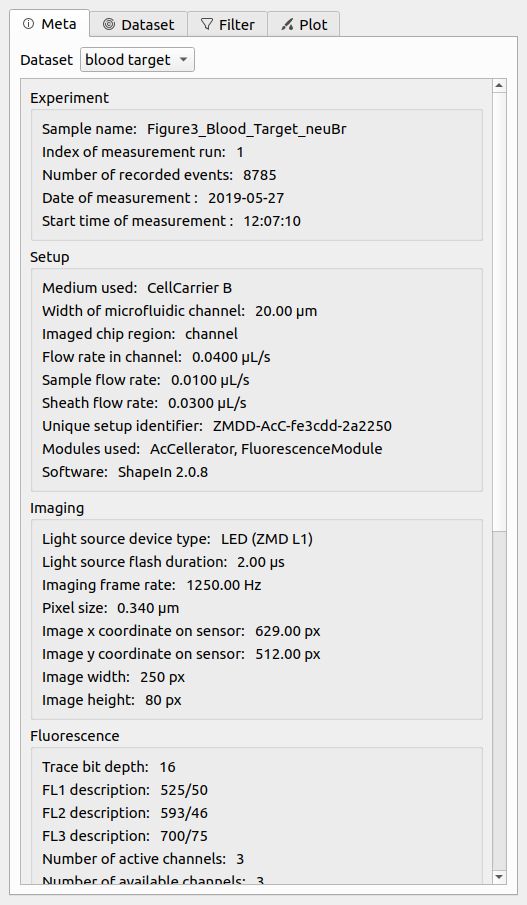 Meta
Dataset
Filter
Plot
Dataset blood target
Experiment
Sample name: Figure3_Blood_Target_neuBr
Index of measurement run: 1
Number of recorded events: 8785
Date of measurement : 2019-05-27
Start time of measurement : 12:07:10
Setup
Medium used: CellCarrier B
Width of microfluidic channel: 20.00 µm
Imaged chip region: channel
Flow rate in channel: 0.0400 µL/s
Sample flow rate: 0.0100 µL/s
Sheath flow rate: 0.0300 µL/s
Unique setup identifier: ZMDD-AcC-fe3cdd-2a2250
Modules used: AcCellerator, FluorescenceModule
Software: ShapeIn 2.0.8
Imaging
Light source device type: LED (ZMD L1)
Light source flash duration: 2.00 µs
Imaging frame rate: 1250.00 Hz
Pixel size: 0.340 µm
Image x coordinate on sensor: 629.00 px
Image y coordinate on sensor: 512.00 px
Image width: 250 px
Image height: 80 px
Fluorescence
Trace bit depth: 16
FL1 description: 525/50
FL2 description: 593/46
FL3 description: 700/75
Number of active channels: 3
Number of available channels: 3